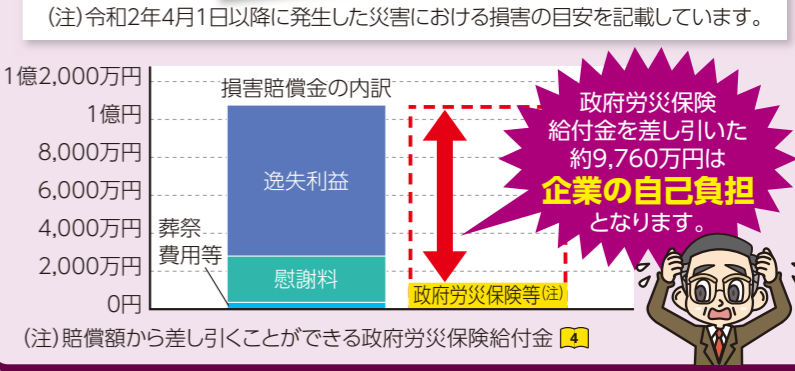 (注)令和2年4月1日以降に発生した災害における損害の目安を記載しています。
1億2,000万円
1億円
8,000万円
6,000万円
4,000万円
2,000万円
0円
損害賠償金の内訳
逸失利益
慰謝料
葬祭
費用等
政府労災保険等(注)
政府労災保険
給付金を差し引いた
約9,760万円は
企業の自己負担
となります。
(注)賠償額から差し引くことができる政府労災保険給付金 4